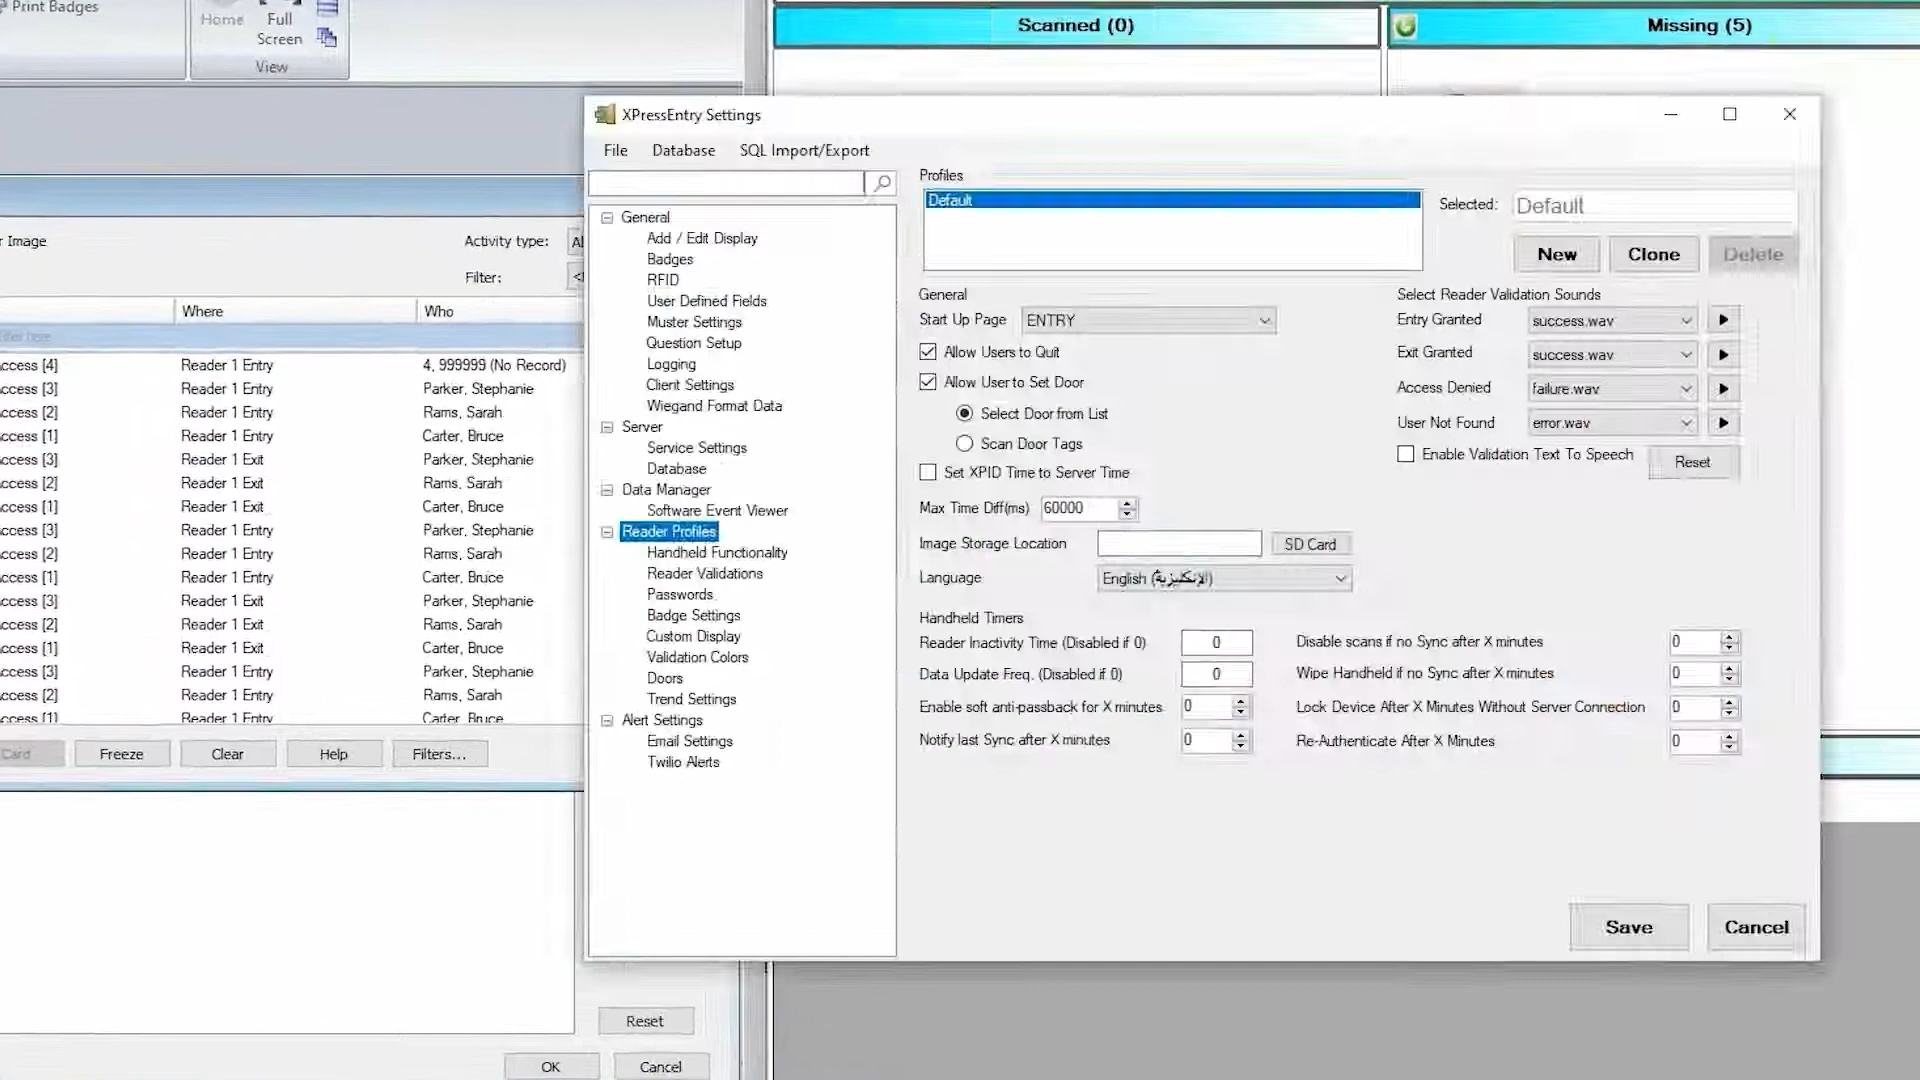 Print Badges
Home
Full
Screen
View
Scanned (0)
Missing (5)
r Image
Activity type:
Filter:
Where
Who
ccess [4] Reader 1 Entry 4, 999999 (No Record)
ccess [3] Reader 1 Entry Parker, Stephanie
ccess [2] Reader 1 Entry Rams, Sarah
ccess [1] Reader 1 Entry Carter, Bruce
ccess [3] Reader 1 Exit Parker, Stephanie
ccess [2] Reader 1 Exit Rams, Sarah
ccess [1] Reader 1 Exit Carter, Bruce
ccess [3] Reader 1 Entry Parker, Stephanie
ccess [2] Reader 1 Entry Rams, Sarah
ccess [1] Reader 1 Entry Carter, Bruce
ccess [3] Reader 1 Exit Parker, Stephanie
ccess [2] Reader 1 Exit Rams, Sarah
ccess [1] Reader 1 Exit Carter, Bruce
ccess [3] Reader 1 Entry Parker, Stephanie
ccess [2] Reader 1 Entry Rams, Sarah
ccess [1] Reader 1 Entry Carter, Bruce
Card
Freeze
Clear
Help
Filters...
Reset
OK
Cancel
XPressEntry Settings
File Database SQL Import/Export
General
Add / Edit Display
Badges
RFID
User Defined Fields
Muster Settings
Question Setup
Logging
Client Settings
Wiegand Format Data
Server
Service Settings
Database
Data Manager
Software Event Viewer
Reader Profiles
Handheld Functionality
Reader Validations
Passwords
Badge Settings
Custom Display
Validation Colors
Doors
Trend Settings
Alert Settings
Email Settings
Twilio Alerts
Profiles
Default
Selected: Default
New
Clone
Delete
General
Start Up Page ENTRY
Allow Users to Quit
Allow User to Set Door
Select Door from List
Scan Door Tags
Set XPID Time to Server Time
Max Time Diff(ms) 60000
Image Storage Location SD Card
Language English (الإنكليزية)
Select Reader Validation Sounds
Entry Granted success.wav
Exit Granted success.wav
Access Denied failure.wav
User Not Found error.wav
Enable Validation Text To Speech
Reset
Handheld Timers
Reader Inactivity Time (Disabled if 0) 0
Data Update Freq. (Disabled if 0) 0
Enable soft anti-passback for X minutes 0
Notify last Sync after X minutes 0
Disable scans if no Sync after X minutes 0
Wipe Handheld if no Sync after X minutes 0
Lock Device After X Minutes Without Server Connection 0
Re-Authenticate After X Minutes 0
Save
Cancel